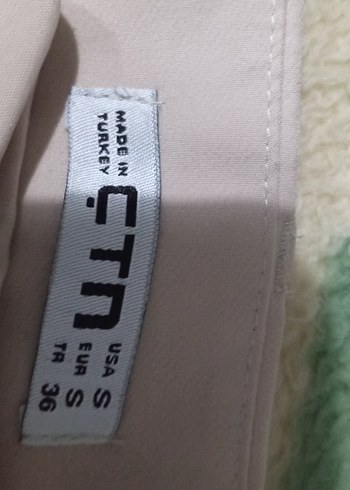 MADE IN
TURKEY
ÇTN
USA S
EUR S
TR 36